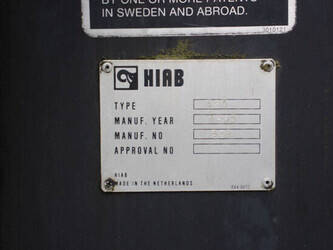 BY ONE OR MORE PATENTS
IN SWEDEN AND ABROAD.
3010121
HIAB
TYPE
MANUF. YEAR
MANUF. NO
APPROVAL NO
HIAB
MADE IN THE NETHERLANDS